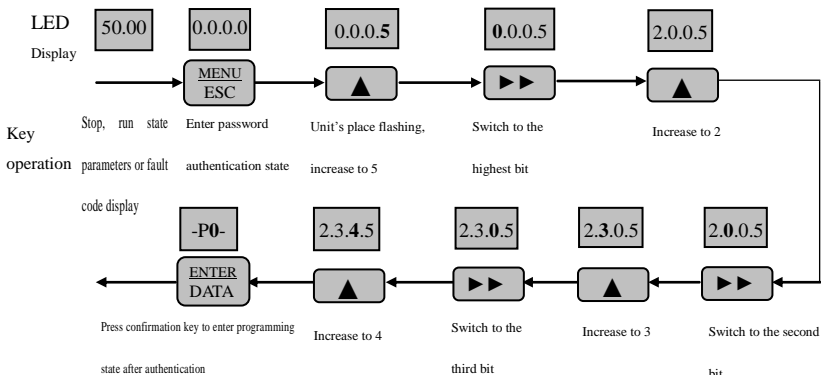 LED 50.00 0.0.0.0 0.0.0.5 0.0.0.5 2.0.0.5
Display
MENU
ESC ▲ ►► ▲
Key
operation
Stop, run state
parameters or fault
code display
Enter password
authentication state
Unit's place flashing,
increase to 5
Switch to the
highest bit
Increase to 2
-P0- 2.3.4.5 2.3.0.5 2.3.0.5 2.0.0.5
ENTER
DATA ▲ ►► ▲ ►►
Press confirmation key to enter programming
state after authentication
Increase to 4
Switch to the
third bit
Increase to 3
Switch to the second
bit